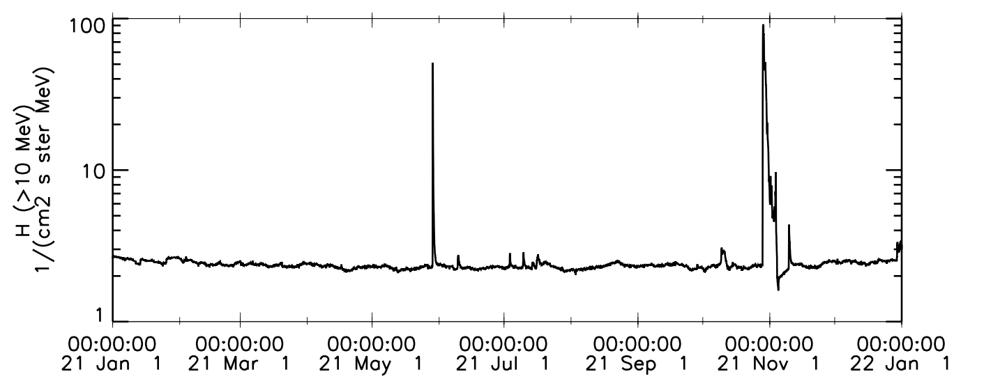 100
10
1
H (>10 MeV)
1/(cm2 s ster MeV)
00:00:00 00:00:00 00:00:00 00:00:00 00:00:00 00:00:00 00:00:00
21 Jan 1 21 Mar 1 21 May 1 21 Jul 1 21 Sep 1 21 Nov 1 22 Jan 1